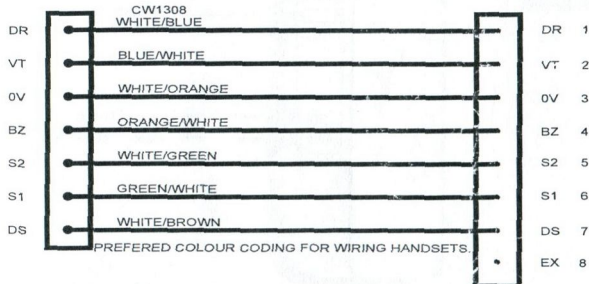 CW1308
DR WHITE/BLUE DR 1
VT BLUE/WHITE VT 2
0V WHITE/ORANGE 0V 3
BZ ORANGE/WHITE BZ 4
S2 WHITE/GREEN S2 5
S1 GREEN/WHITE S1 6
DS WHITE/BROWN DS 7
PREFERED COLOUR CODING FOR WIRING HANDSETS.
EX 8